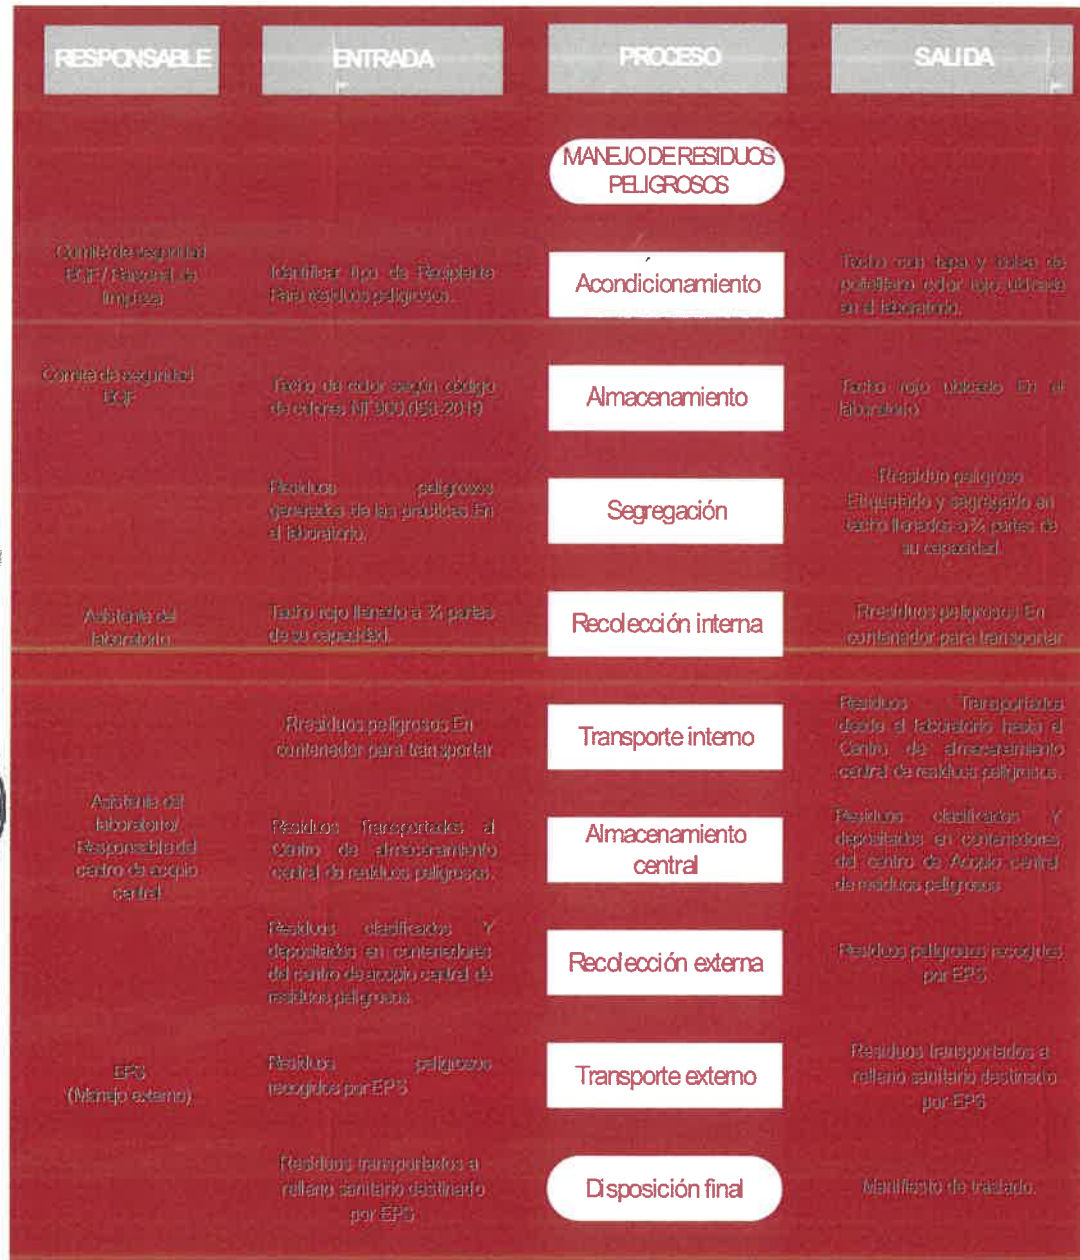 RESPONSABLE ENTRADA PROCESO SALIDA
MANEJO DE RESIDUOS
PELIGROSOS
Comité de seguridad
EQIF / Personal de
limpieza
Identificar tipo de Recipiente
Para residuos peligrosos.
Acondicionamiento
Tacho con tapa y bolsa de
polietileno color rojo ubicado
en el laboratorio.
Comité de seguridad
EQIF
Tacho de color según código
de colores NT 900.058-2019
Almacenamiento
Tacho rojo ubicado En el
laboratorio.
Residuos peligrosos
generados de las prácticas En
el laboratorio.
Segregación
Rresiduo peligroso
Etiquetado y segregado en
tacho llenados a ¾ partes de
su capacidad.
Asistente del
laboratorio
Tacho rojo llenado a ¾ partes
de su capacidad.
Recolección interna
Rresiduos peligrosos En
contenedor para transportar
Rresiduos peligrosos En
contenedor para transportar
Transporte interno
Residuos Transportados
desde el laboratorio hasta el
Centro de almacenamiento
central de residuos peligrosos.
Asistente del
laboratorio/
Responsable del
centro de acopio
central
Residuos Transportados al
Centro de almacenamiento
central de residuos peligrosos.
Almacenamiento
central
Residuos clasificados Y
depositados en contenedores
del centro de Acopio central
de residuos peligrosos
Residuos clasificados Y
depositados en contenedores
del centro de acopio central de
residuos peligrosos.
Recolección externa
Residuos peligrosos recogidos
por EPS
EPS
(Manejo externo)
Residuos peligrosos
recogidos por EPS
Transporte externo
Residuos transportados a
relleno sanitario destinado
por EPS
Residuos transportados a
relleno sanitario destinado
por EPS
Disposición final
Manifiesto de traslado.